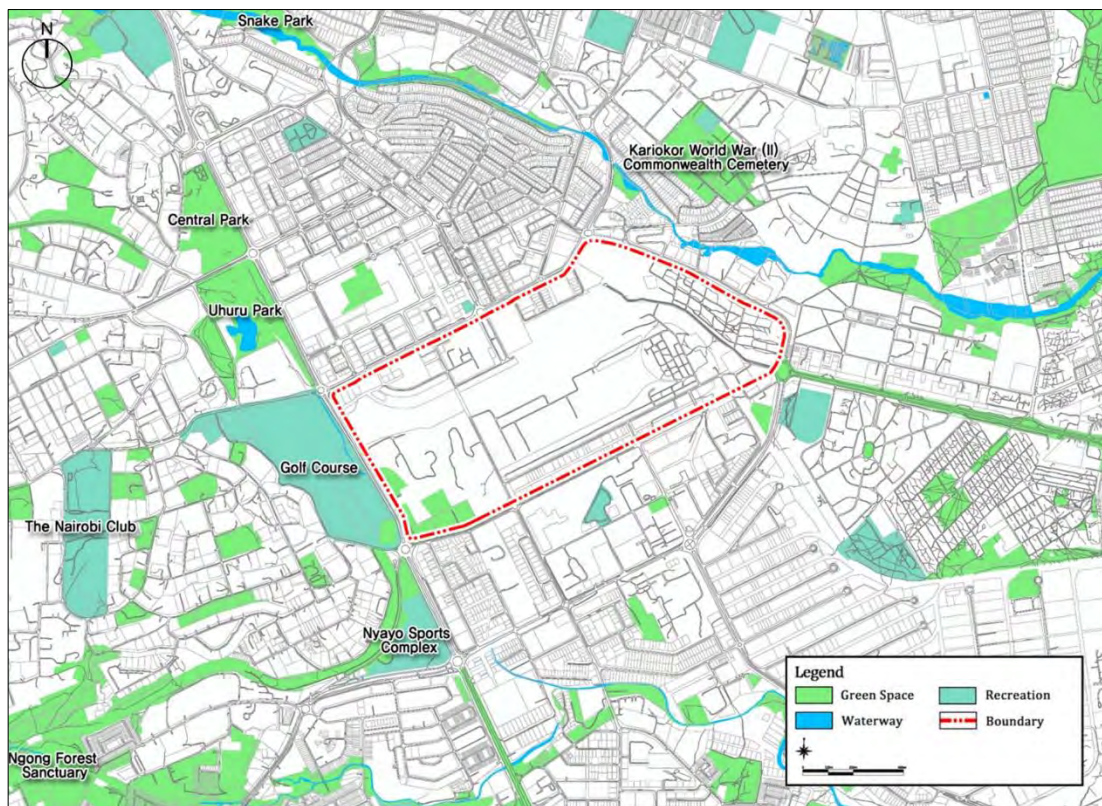 Snake Park
N
Kariokor World War (II)
Commonwealth Cemetery
Central Park
Uhuru Park
Golf Course
The Nairobi Club
Nyayo Sports
Complex
Ngong Forest
Sanctuary
Legend
Green Space
Recreation
Waterway
Boundary